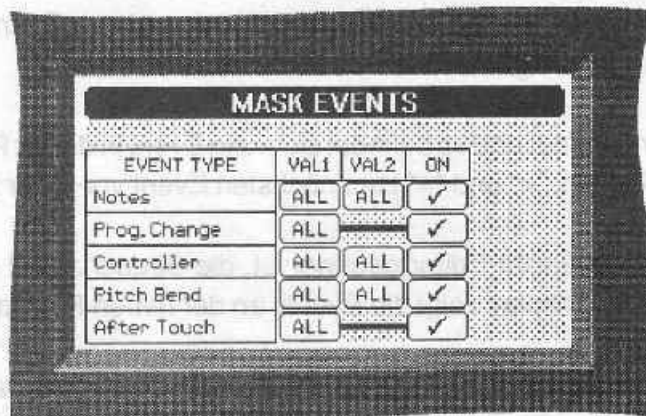 MASK EVENTS
EVENT TYPE VAL1 VAL2 ON
Notes ALL ALL ✓
Prog. Change ALL ✓
Controller ALL ALL ✓
Pitch Bend ALL ALL ✓
After Touch ALL ✓